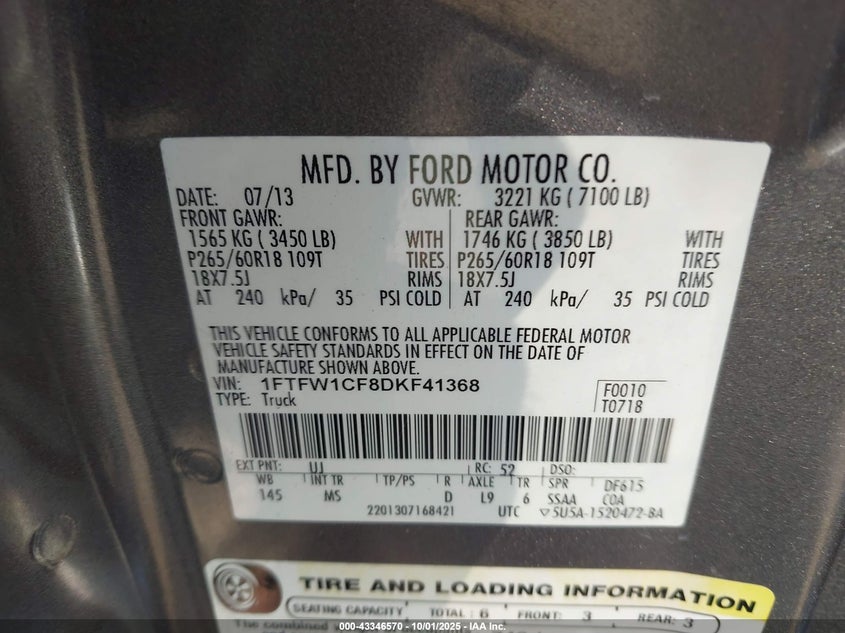 MFD. BY FORD MOTOR CO.
DATE: 07/13 GVWR: 3221 KG ( 7100 LB)
FRONT GAWR: REAR GAWR:
1565 KG ( 3450 LB) WITH 1746 KG ( 3850 LB) WITH
P265/60R18 109T TIRES P265/60R18 109T TIRES
18X7.5J RIMS 18X7.5J RIMS
AT 240 kPa/ 35 PSI COLD AT 240 kPa/ 35 PSI COLD
THIS VEHICLE CONFORMS TO ALL APPLICABLE FEDERAL MOTOR
VEHICLE SAFETY STANDARDS IN EFFECT ON THE DATE OF
MANUFACTURE SHOWN ABOVE.
VIN: 1FTFW1CF8DKF41368 F0010
TYPE: Truck T0718
EXT PNT: UJ RC: 52 DSO:
WB INT TR TP/PS R AXLE TR SPR DF615
145 MS D L9 6 SSAA COA
2201307168421 UTC ▽5U5A-1520472-BA
TIRE AND LOADING INFORMATION
SEATING CAPACITY TOTAL : 6 FRONT: 3 REAR: 3
The combined
000-43346570 - 10/01/2025 - IAA Inc.